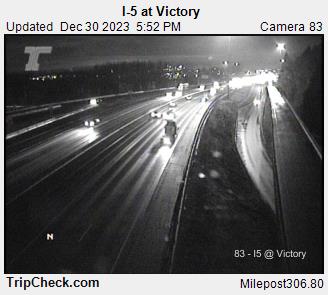 I-5 at Victory
Updated  Dec 30 2023  5:52 PM
Camera 83
T
N
83 - I5 @ Victory
TripCheck.com
Milepost306.80